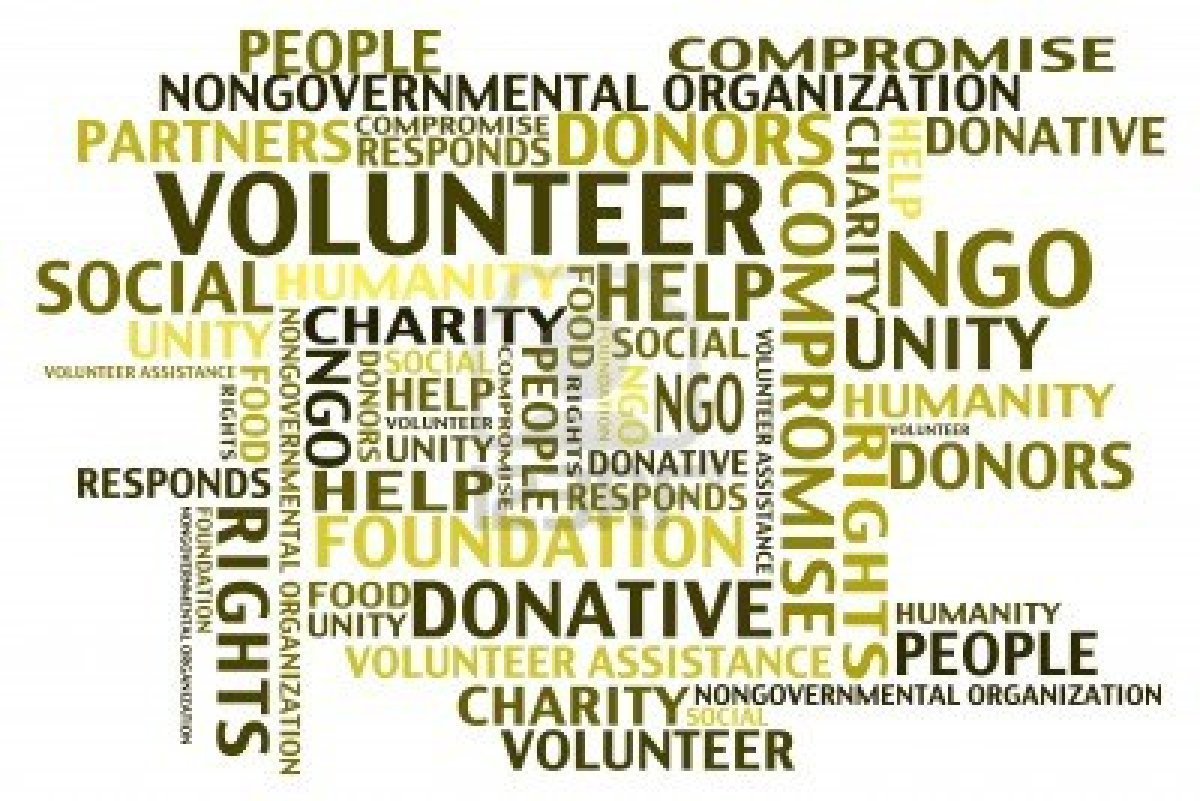 PEOPLE
COMPROMISE
NONGOVERNMENTAL ORGANIZATION
PARTNERS
COMPROMISE
RESPONDS
DONORS
CHARITY
HELP
DONATIVE
VOLUNTEER
COMPROMISE
NGO
SOCIAL
HUMANITY
FOOD
HELP
UNITY
CHARITY
NONGOVERNMENTAL ORGANIZATION
FOUNDATION
SOCIAL
VOLUNTEER ASSISTANCE
UNITY
VOLUNTEER ASSISTANCE
FOOD
RIGHTS
NGO
DONORS
SOCIAL
HELP
VOLUNTEER
UNITY
COMPROMISE
PEOPLE
RIGHTS
NGO
NGO
HUMANITY
VOLUNTEER
RIGHTS
DONORS
RESPONDS
HELP
DONATIVE
RESPONDS
NONGOVERNMENTAL ORGANIZATION
FOUNDATION
RIGHTS
FOUNDATION
FOOD
UNITY
DONATIVE
HUMANITY
PEOPLE
VOLUNTEER ASSISTANCE
CHARITY
NONGOVERNMENTAL ORGANIZATION
SOCIAL
VOLUNTEER